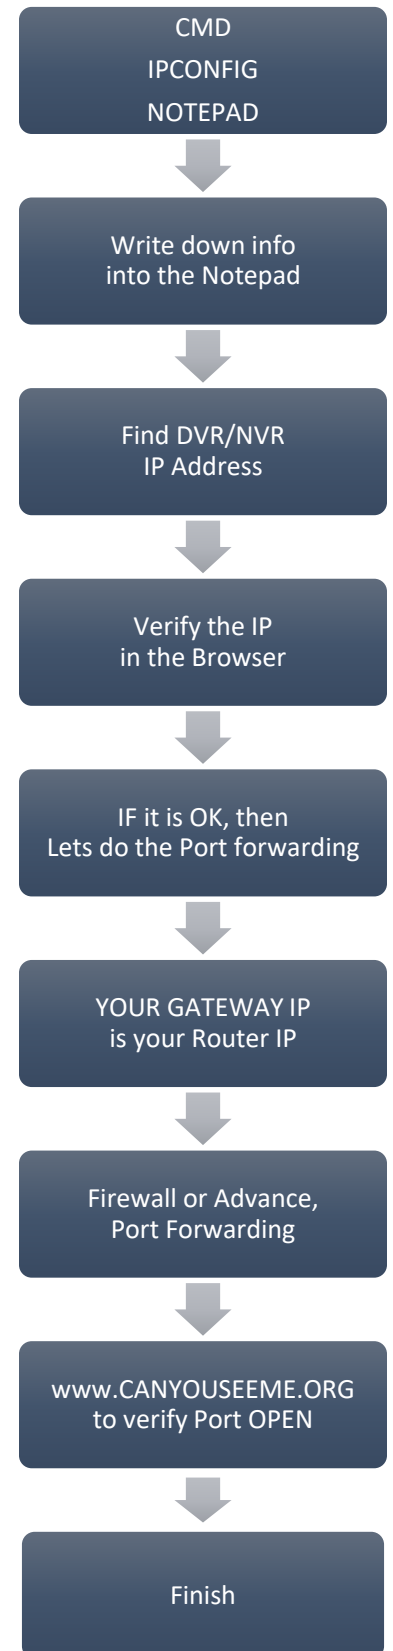 CMD
IPCONFIG
NOTEPAD
Write down info
into the Notepad
Find DVR/NVR
IP Address
Verify the IP
in the Browser
IF it is OK, then
Lets do the Port forwarding
YOUR GATEWAY IP
is your Router IP
Firewall or Advance,
Port Forwarding
www.CANYOUSEEME.ORG
to verify Port OPEN
Finish